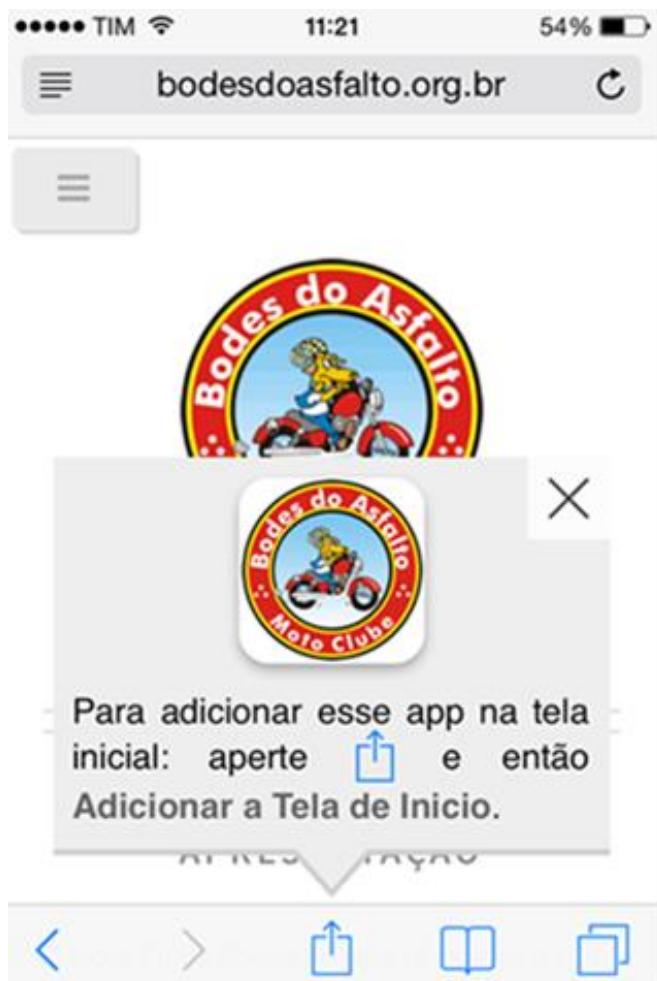 TIM 11:21 54%
bodesdoasfalto.org.br
Bodes do Asfalto
Bodes do Asfalto
Moto Clube
Para adicionar esse app na tela
inicial: aperte e então
Adicionar a Tela de Inicio.